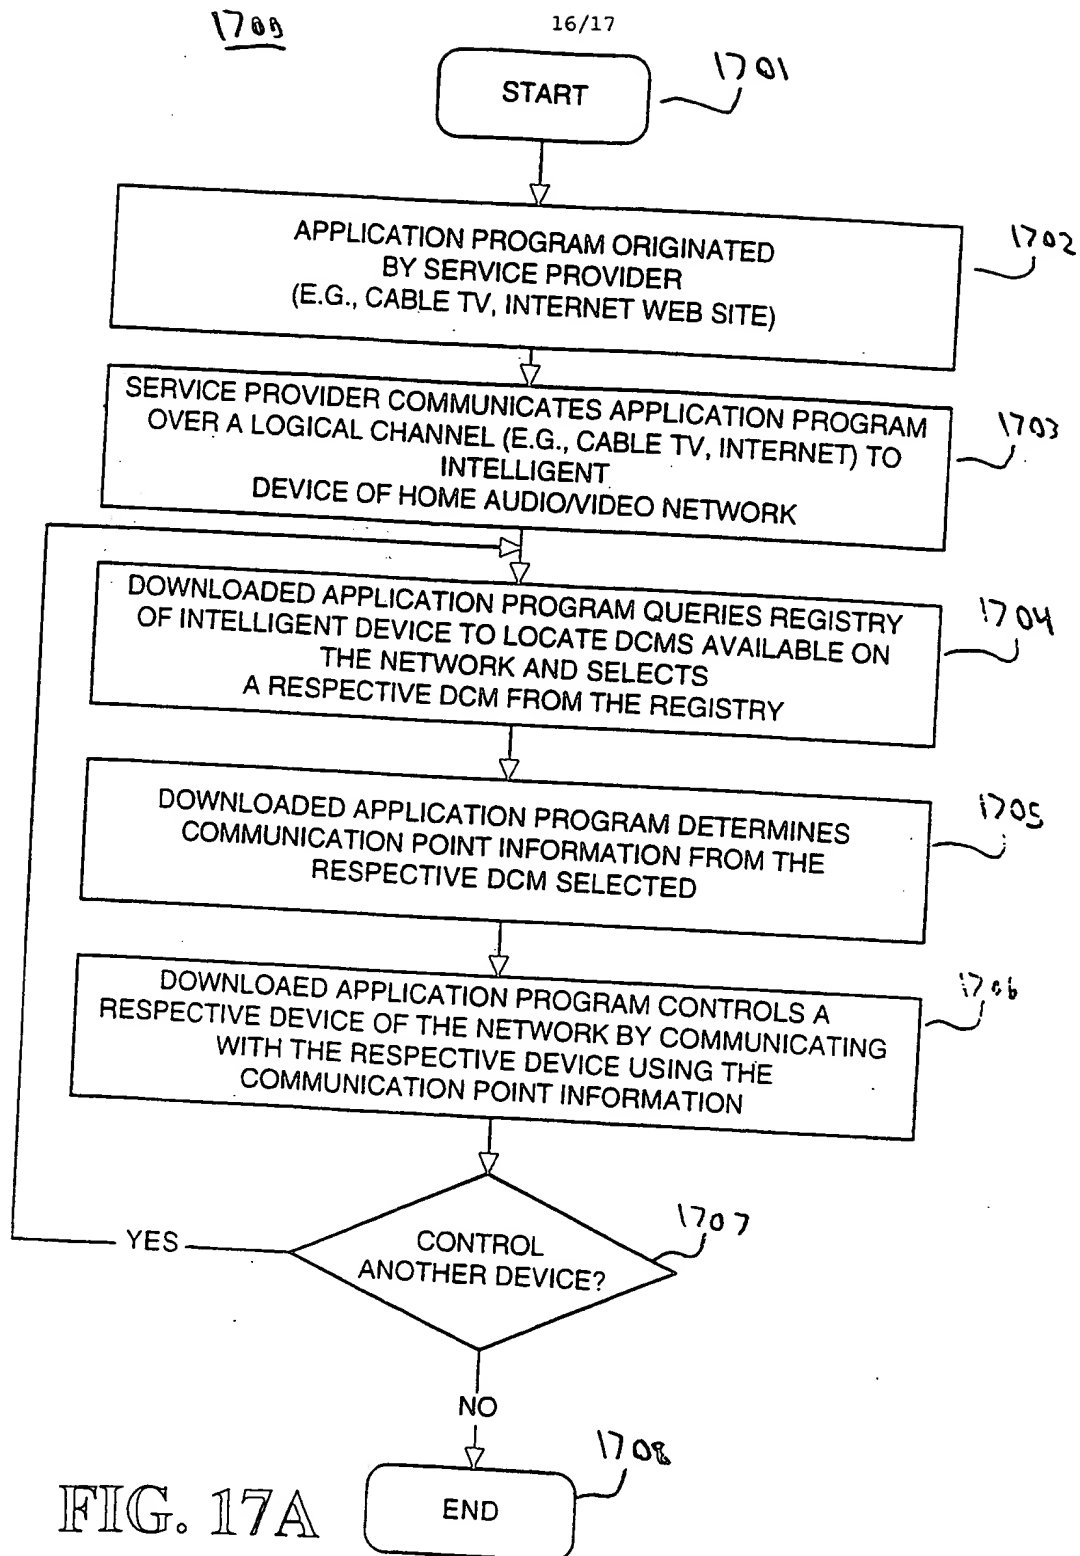 1700
16/17
START
1701
APPLICATION PROGRAM ORIGINATED
BY SERVICE PROVIDER
(E.G., CABLE TV, INTERNET WEB SITE)
1702
SERVICE PROVIDER COMMUNICATES APPLICATION PROGRAM
OVER A LOGICAL CHANNEL (E.G., CABLE TV, INTERNET) TO
INTELLIGENT
DEVICE OF HOME AUDIO/VIDEO NETWORK
1703
DOWNLOADED APPLICATION PROGRAM QUERIES REGISTRY
OF INTELLIGENT DEVICE TO LOCATE DCMS AVAILABLE ON
THE NETWORK AND SELECTS
A RESPECTIVE DCM FROM THE REGISTRY
1704
DOWNLOADED APPLICATION PROGRAM DETERMINES
COMMUNICATION POINT INFORMATION FROM THE
RESPECTIVE DCM SELECTED
1705
DOWNLOAED APPLICATION PROGRAM CONTROLS A
RESPECTIVE DEVICE OF THE NETWORK BY COMMUNICATING
WITH THE RESPECTIVE DEVICE USING THE
COMMUNICATION POINT INFORMATION
1706
CONTROL
ANOTHER DEVICE?
1707
YES
NO
END
1708
FIG. 17A